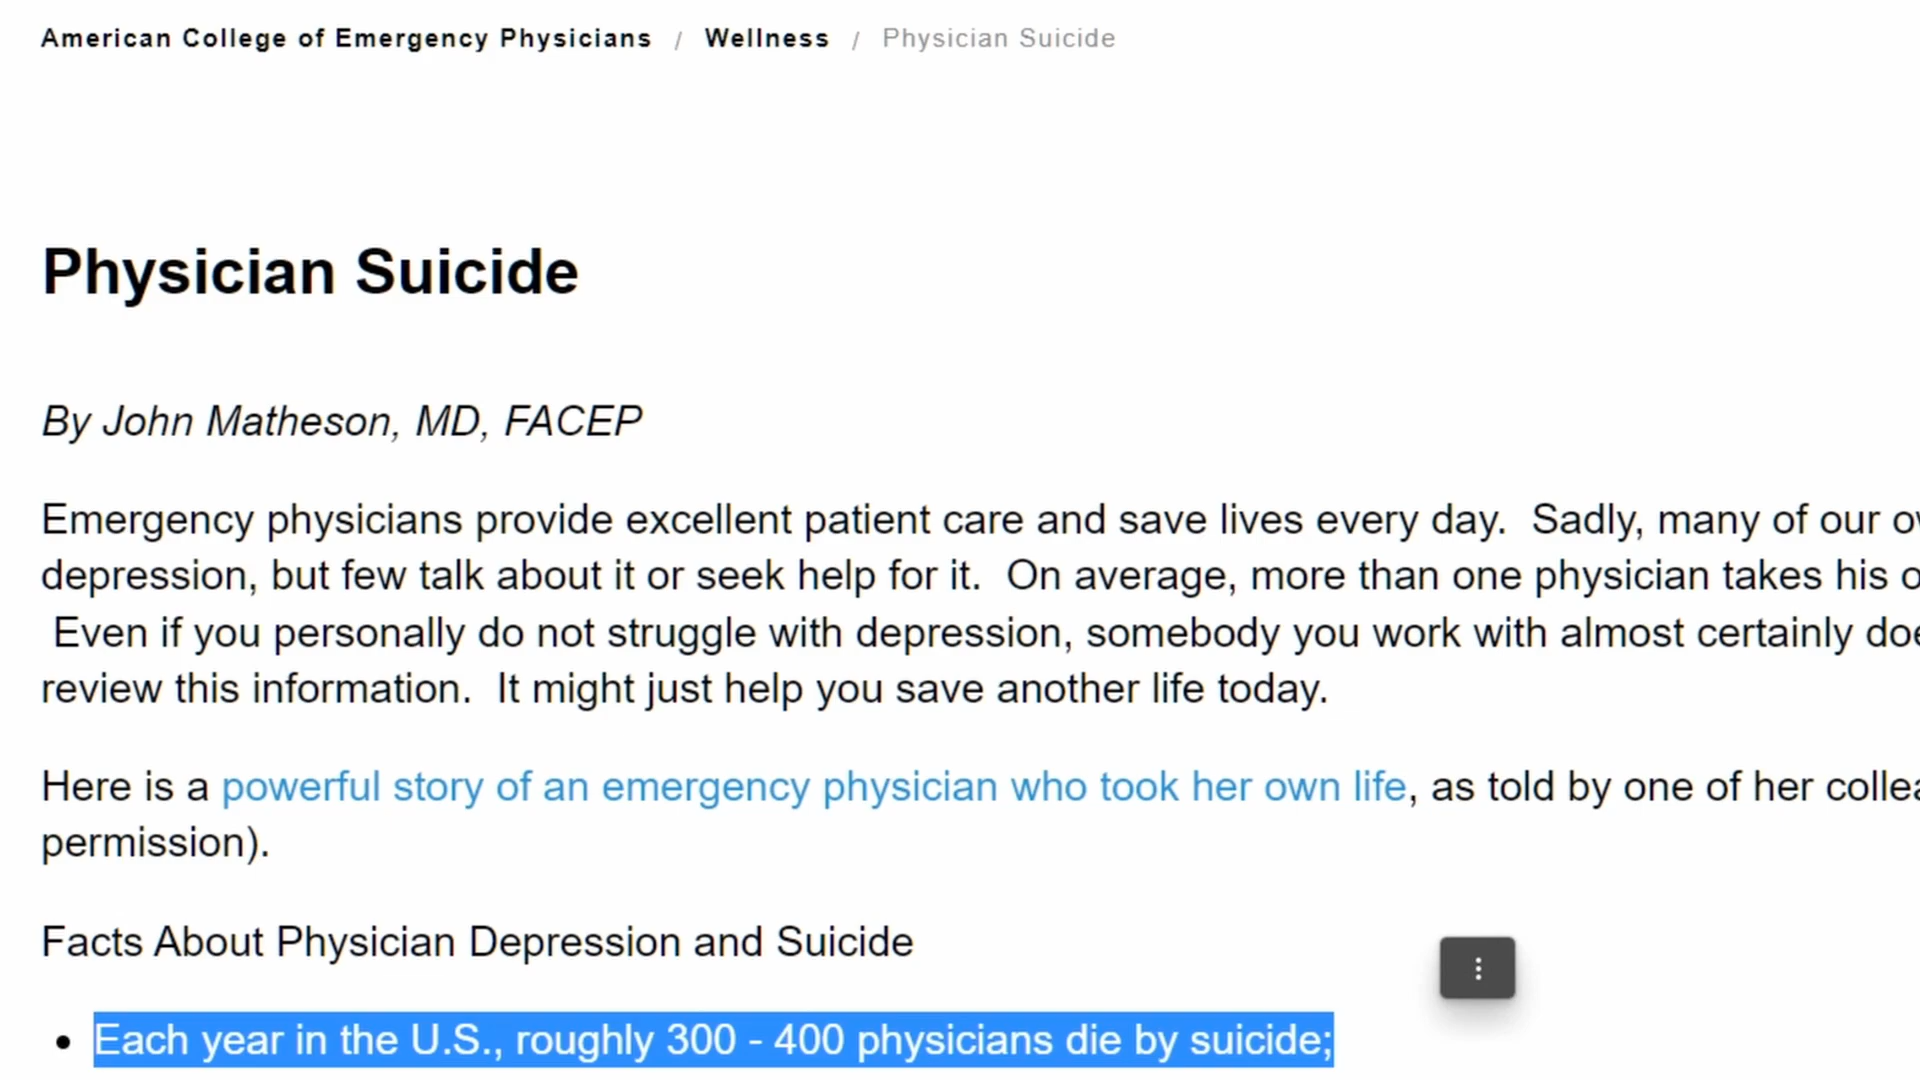 American College of Emergency Physicians / Wellness / Physician Suicide
Physician Suicide
By John Matheson, MD, FACEP
Emergency physicians provide excellent patient care and save lives every day. Sadly, many of our
depression, but few talk about it or seek help for it. On average, more than one physician takes his
Even if you personally do not struggle with depression, somebody you work with almost certainly
review this information. It might just help you save another life today.
Here is a powerful story of an emergency physician who took her own life, as told by one of her
permission).
Facts About Physician Depression and Suicide
• Each year in the U.S., roughly 300 - 400 physicians die by suicide;